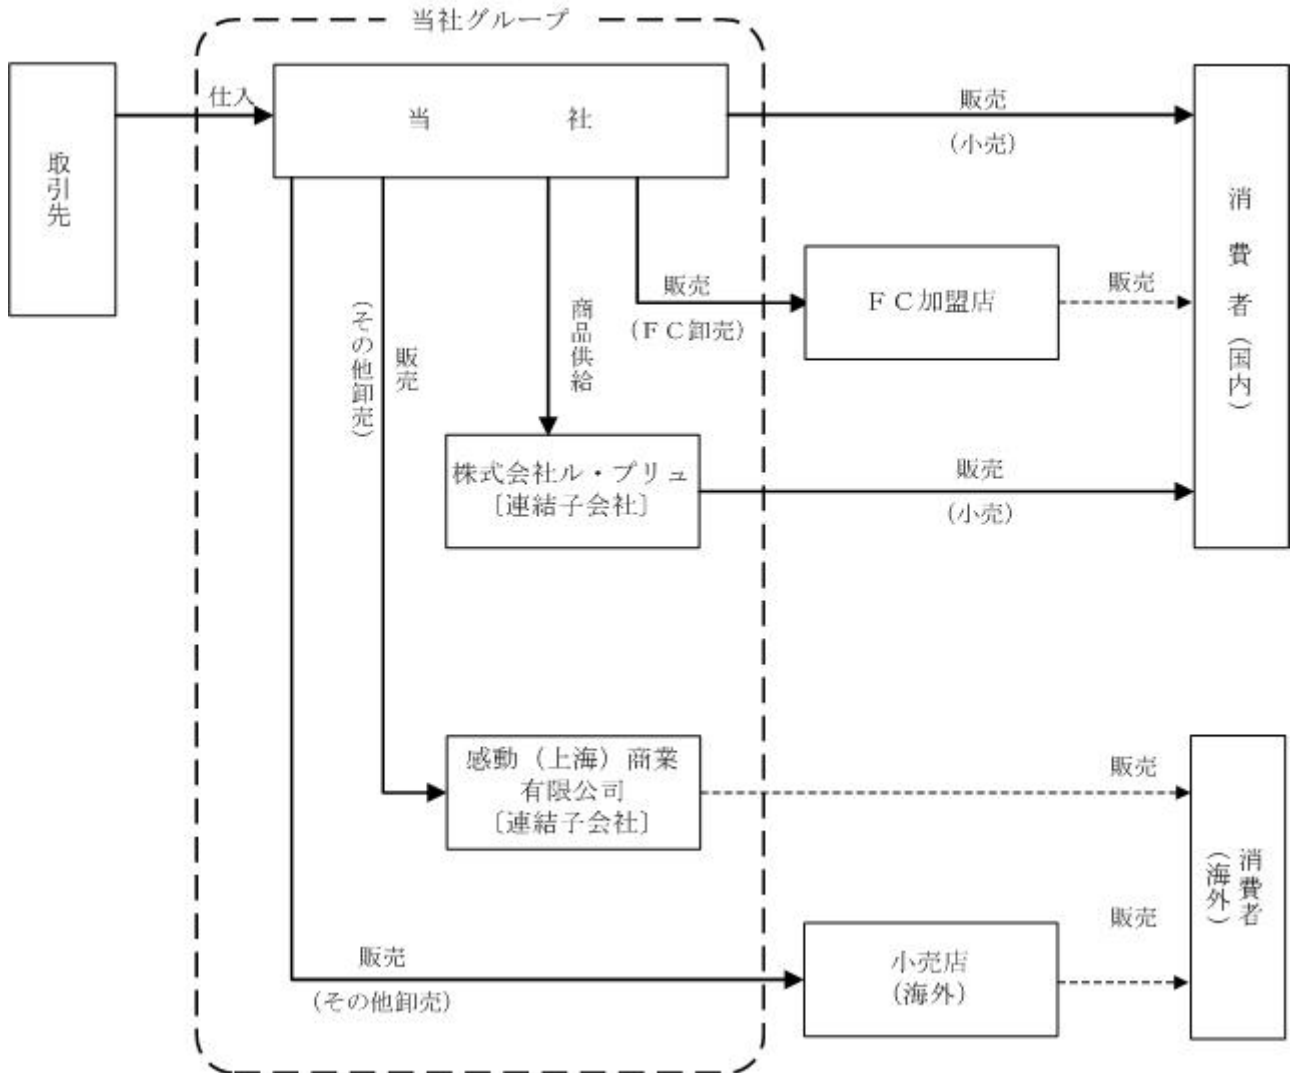 当社グループ
取引先
仕入
当　　　社
販売
(小売)
消費者(国内)
販売
(FC卸売)
FC加盟店
販売
(その他卸売)
販売
商品供給
株式会社ル・プリュ
〔連結子会社〕
販売
(小売)
感動（上海）商業
有限公司
〔連結子会社〕
販売
消費者
(海外)
販売
(その他卸売)
小売店
(海外)
販売